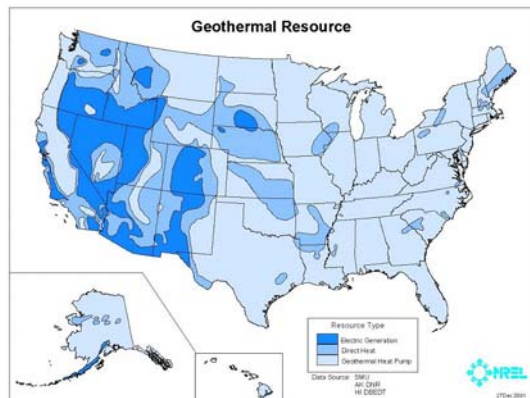 Geothermal Resource
Resource Type
Electric Generation
Direct Heat
Geothermal Heat Pump
Data Source: SMU
AK DNR
HI DBEDT
NREL